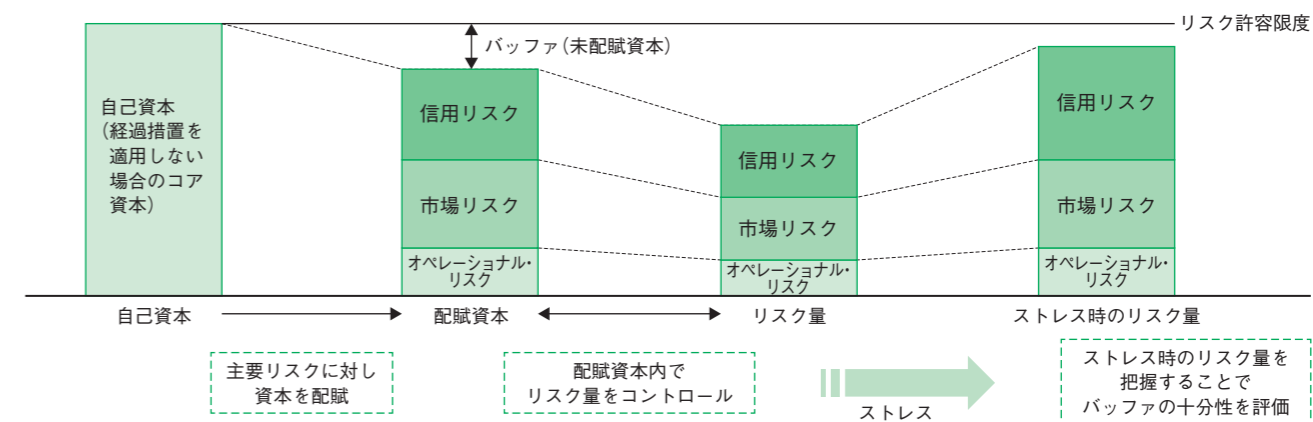 リスク許容限度
バッファ（未配賦資本）
自己資本
（経過措置を
適用しない
場合のコア
資本）
信用リスク
市場リスク
オペレーショナル・
リスク
信用リスク
市場リスク
オペレーショナル・
リスク
信用リスク
市場リスク
オペレーショナル・
リスク
自己資本
配賦資本
リスク量
ストレス時のリスク量
主要リスクに対し
資本を配賦
配賦資本内で
リスク量をコントロール
ストレス
ストレス時のリスク量を
把握することで
バッファの十分性を評価